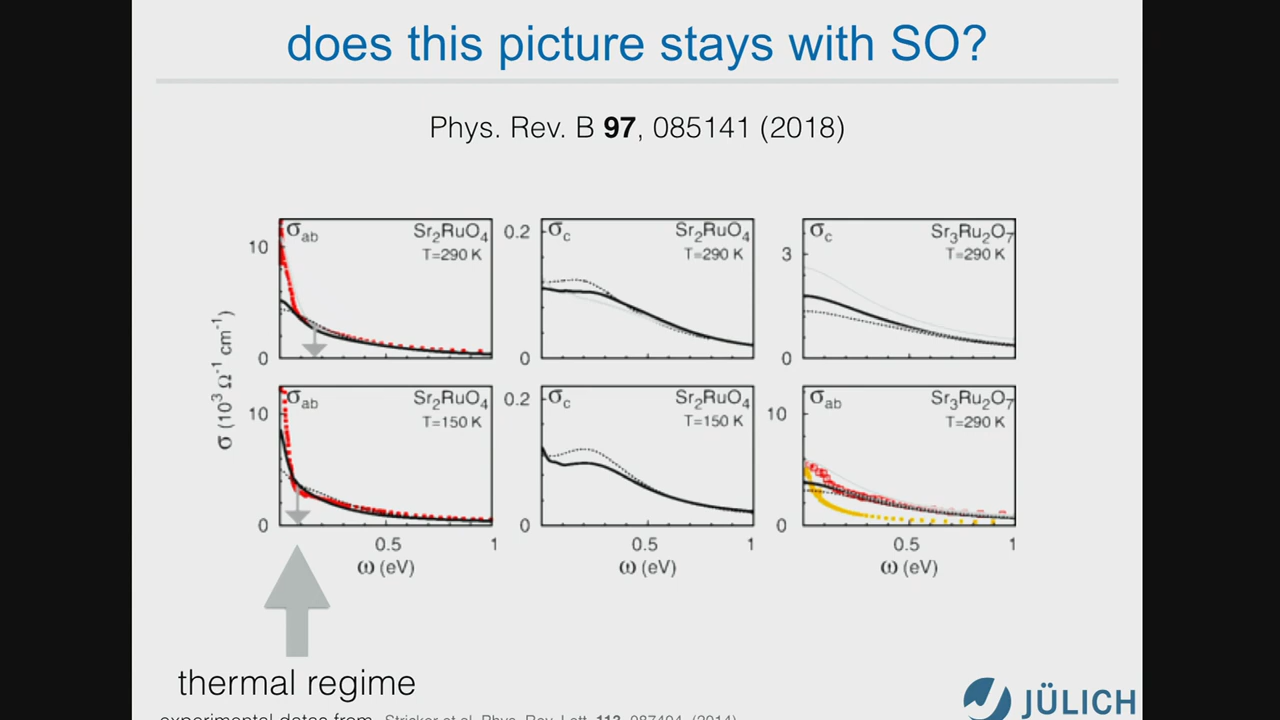 does this picture stays with SO?
Phys. Rev. B 97, 085141 (2018)
σab Sr2RuO4 T=290 K
σc Sr2RuO4 T=290 K
σc Sr3Ru2O7 T=290 K
10
0
0.2
0
3
0
σ (10³ Ω⁻¹ cm⁻¹)
σab Sr2RuO4 T=150 K
σc Sr2RuO4 T=150 K
σab Sr3Ru2O7 T=290 K
10
0
0.2
0
10
0
0.5 1
0.5 1
0.5 1
ω (eV)
ω (eV)
ω (eV)
thermal regime
experimental dates from Stricker et al. Phys. Rev. Lett. 113, 087404 (2014)
JÜLICH